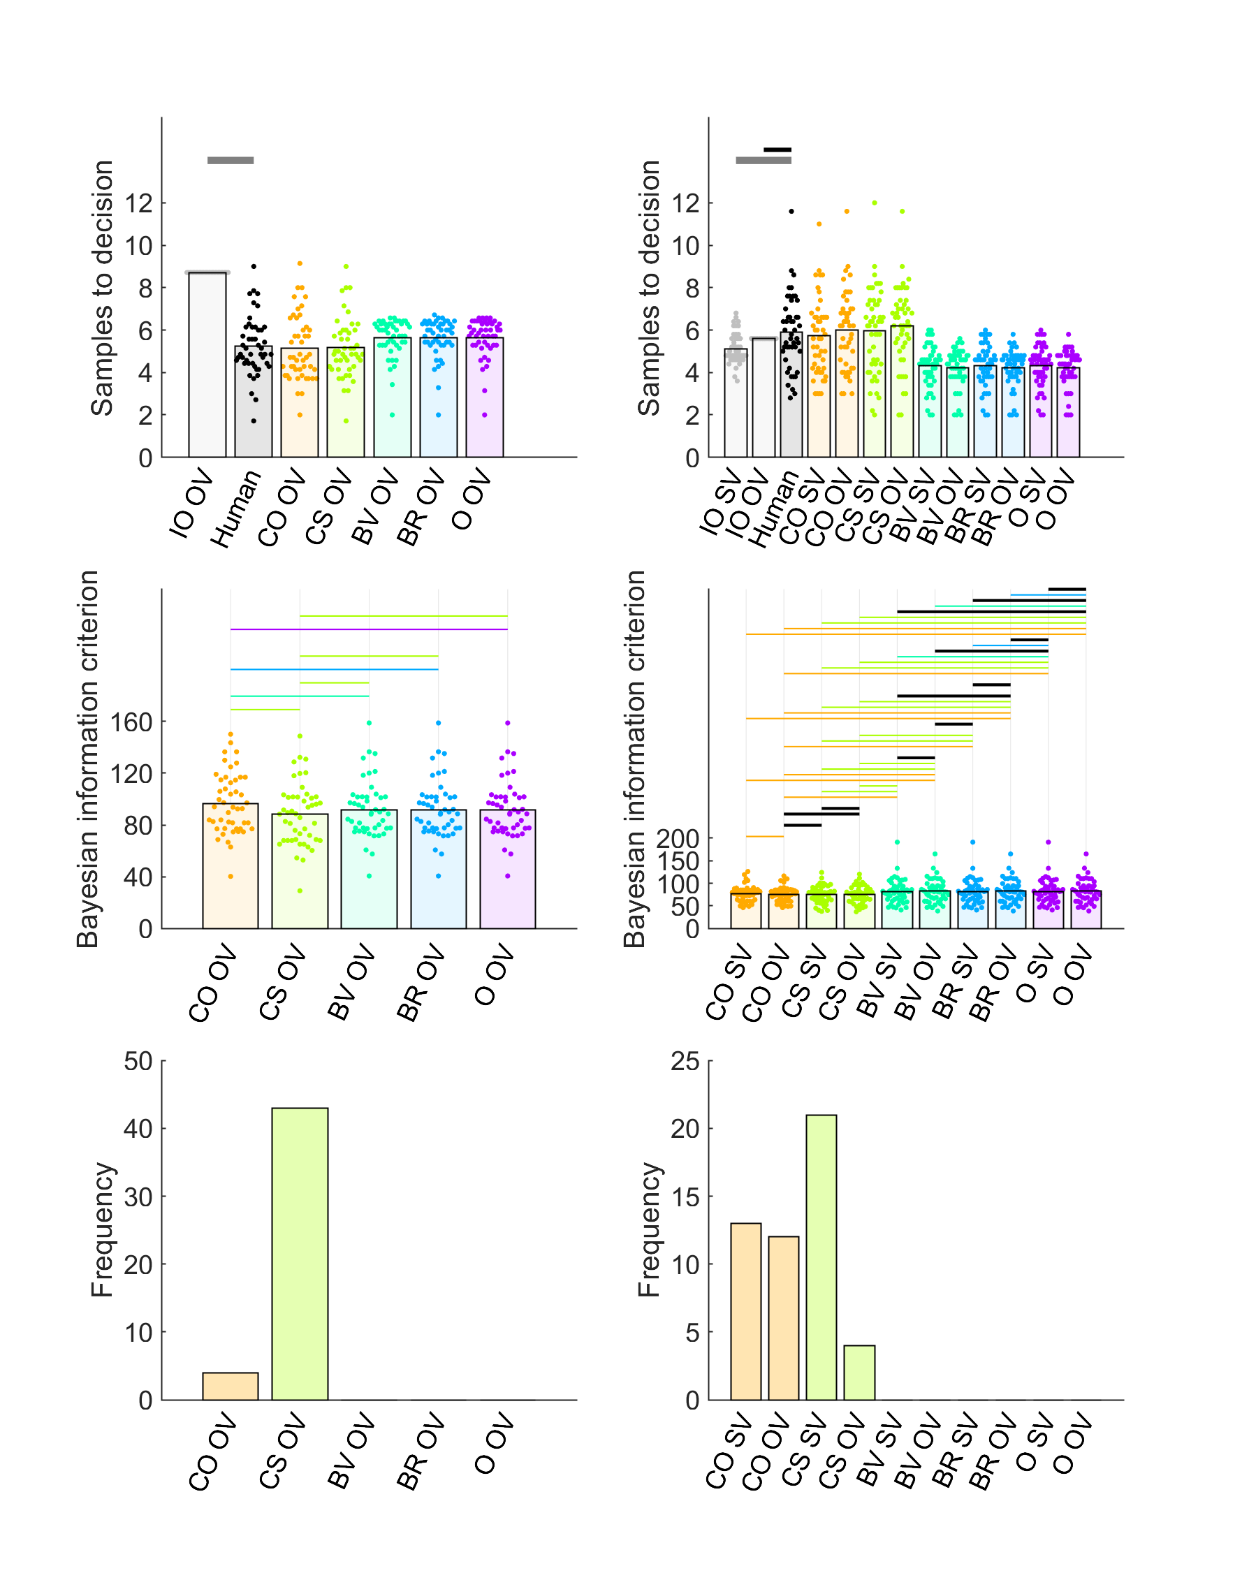 Samples to decision
12
10
8
6
4
2
0
IO OV
Human
CO OV
CS OV
BV OV
BR OV
O OV
Samples to decision
12
10
8
6
4
2
0
IO SV
IO OV
Human
CO SV
CO OV
CS SV
CS OV
BV SV
BV OV
BR SV
BR OV
O SV
O OV
Bayesian information criterion
160
120
80
40
0
CO OV
CS OV
BV OV
BR OV
O OV
Bayesian information criterion
200
150
100
50
0
CO SV
CO OV
CS SV
CS OV
BV SV
BV OV
BR SV
BR OV
O SV
O OV
Frequency
50
40
30
20
10
0
CO OV
CS OV
BV OV
BR OV
O OV
Frequency
25
20
15
10
5
0
CO SV
CO OV
CS SV
CS OV
BV SV
BV OV
BR SV
BR OV
O SV
O OV